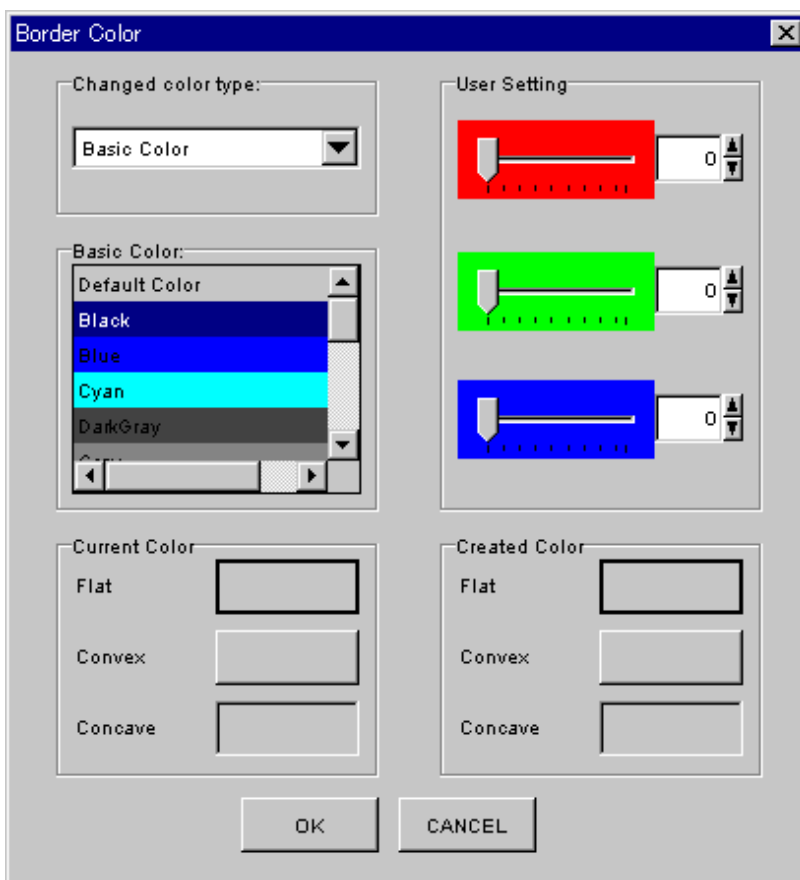 Border Color
Changed color type:
Basic Color
Basic Color:
Default Color
Black
Blue
Cyan
DarkGray
Gray
User Setting
0
0
0
Current Color
Flat
Convex
Concave
Created Color
Flat
Convex
Concave
OK
CANCEL